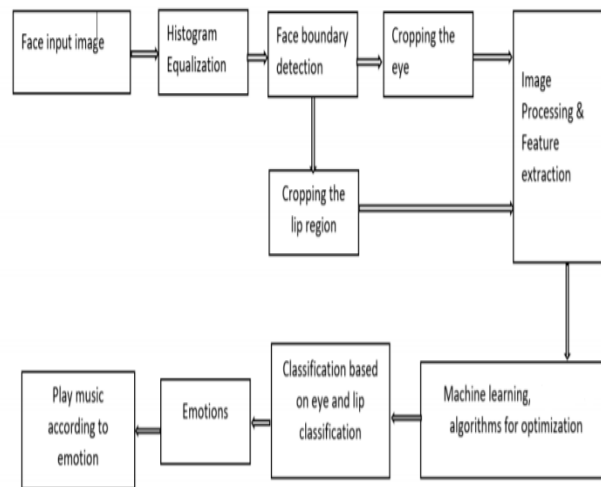 Face input image
Histogram
Equalization
Face boundary
detection
Cropping the
eye
Image
Processing &
Feature
extraction
Cropping the
lip region
Machine learning,
algorithms for optimization
Classification based
on eye and lip
classification
Emotions
Play music
according to
emotion